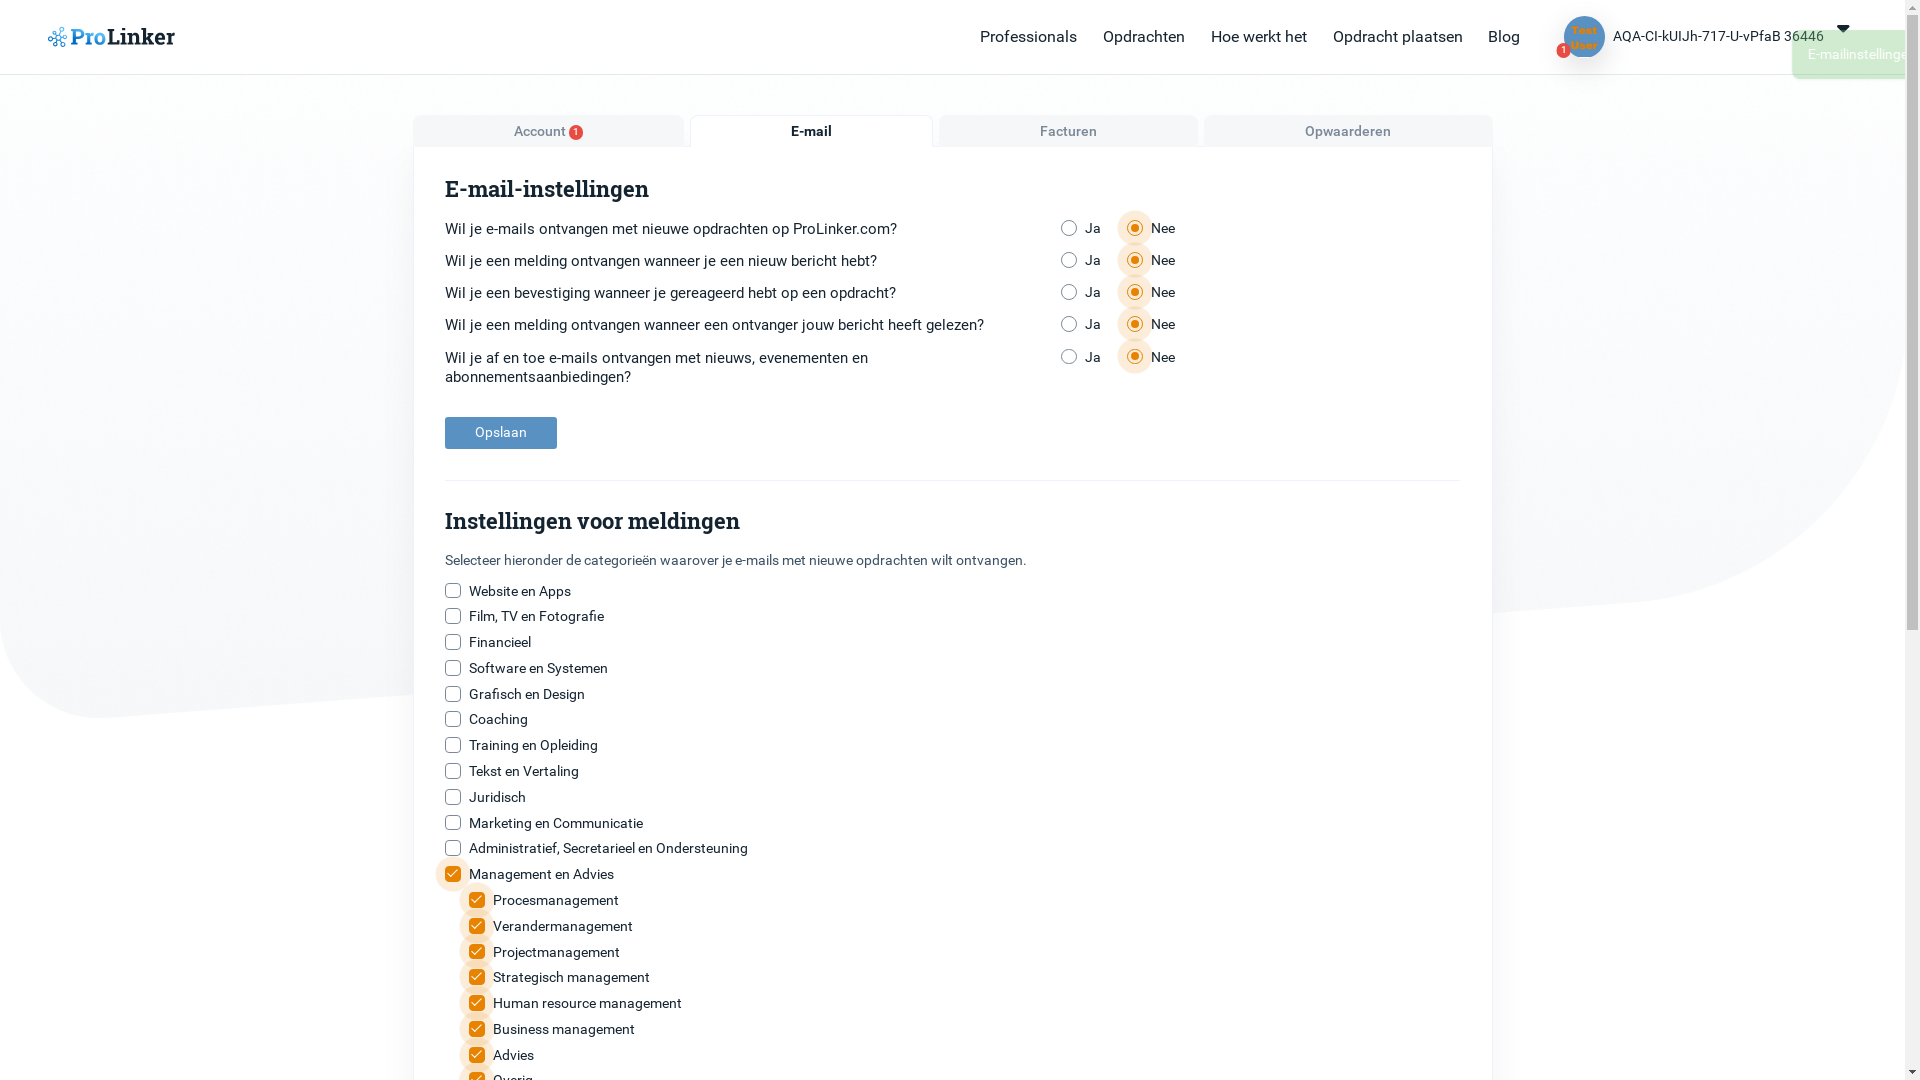 ProLinker
Professionals
Opdrachten
Hoe werkt het
Opdracht plaatsen
Blog
Test
User
1
AQA-CI-kUIJh-717-U-vPfaB 36446
E-mailinstellinge
Account 1
E-mail
Facturen
Opwaarderen
E-mail-instellingen
Wil je e-mails ontvangen met nieuwe opdrachten op ProLinker.com? Ja Nee
Wil je een melding ontvangen wanneer je een nieuw bericht hebt? Ja Nee
Wil je een bevestiging wanneer je gereageerd hebt op een opdracht? Ja Nee
Wil je een melding ontvangen wanneer een ontvanger jouw bericht heeft gelezen? Ja Nee
Wil je af en toe e-mails ontvangen met nieuws, evenementen en Ja Nee
abonnementsaanbiedingen?
Opslaan
Instellingen voor meldingen
Selecteer hieronder de categorieën waarover je e-mails met nieuwe opdrachten wilt ontvangen.
Website en Apps
Film, TV en Fotografie
Financieel
Software en Systemen
Grafisch en Design
Coaching
Training en Opleiding
Tekst en Vertaling
Juridisch
Marketing en Communicatie
Administratief, Secretarieel en Ondersteuning
Management en Advies
Procesmanagement
Verandermanagement
Projectmanagement
Strategisch management
Human resource management
Business management
Advies
Overig